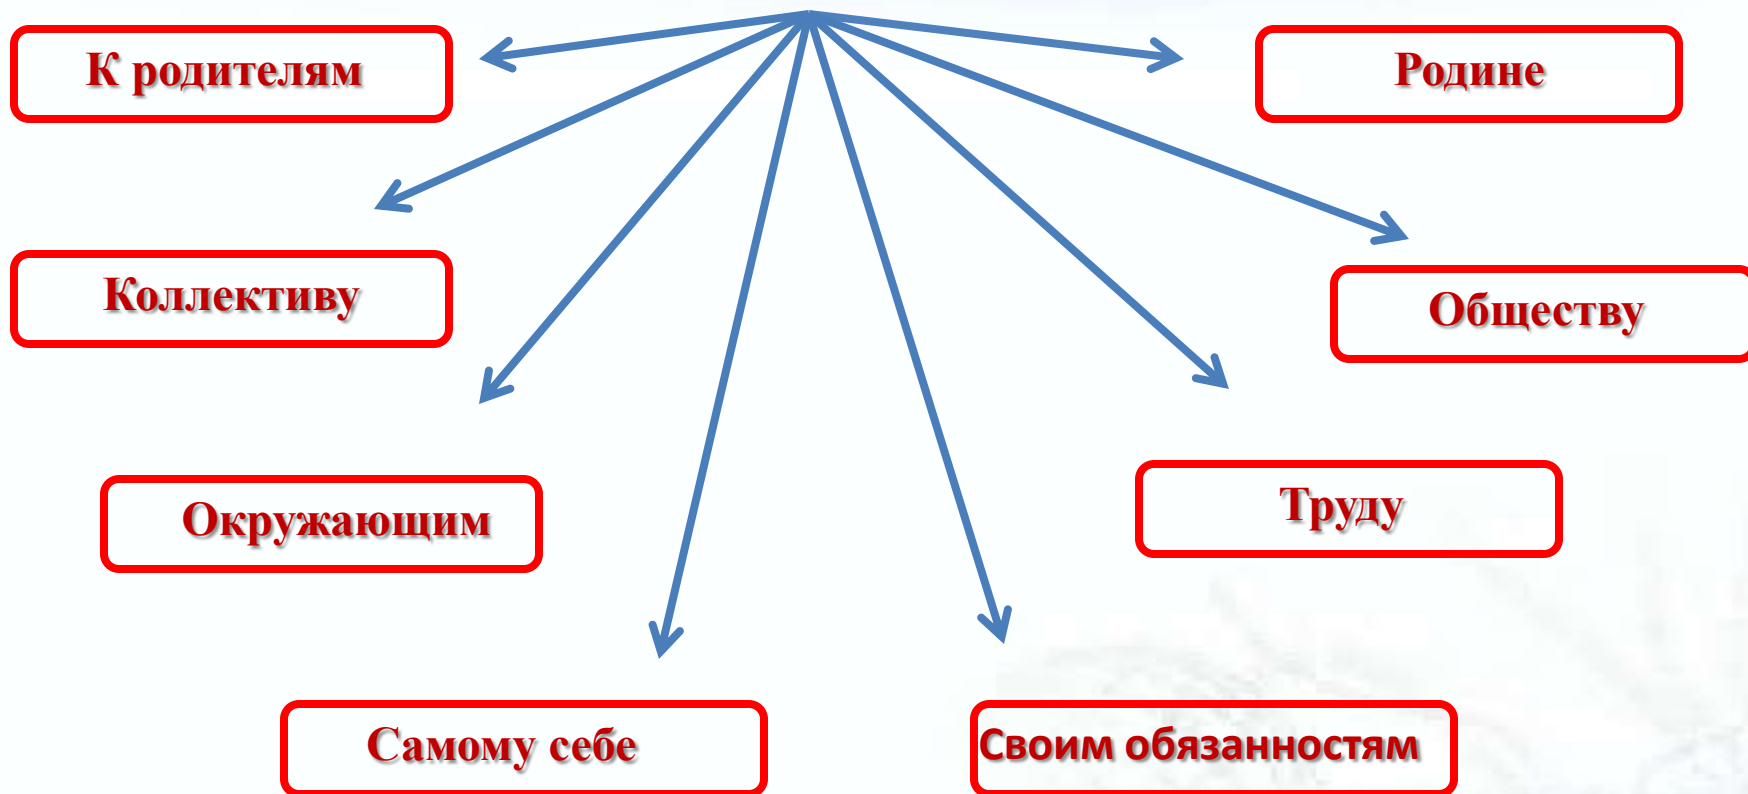 К родителям
Родине
Коллективу
Обществу
Окружающим
Труду
Самому себе
Своим обязанностям